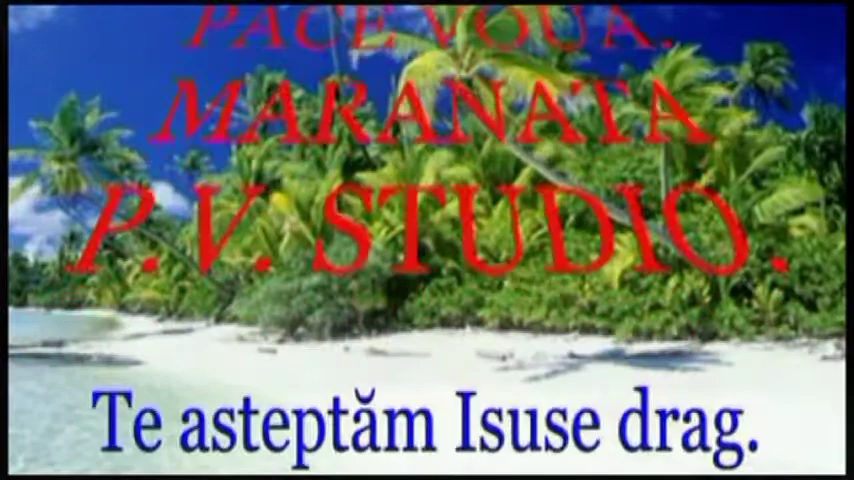 PACE VOUA.
MARANATA
P.V. STUDIO.
Te asteptăm Isuse drag.